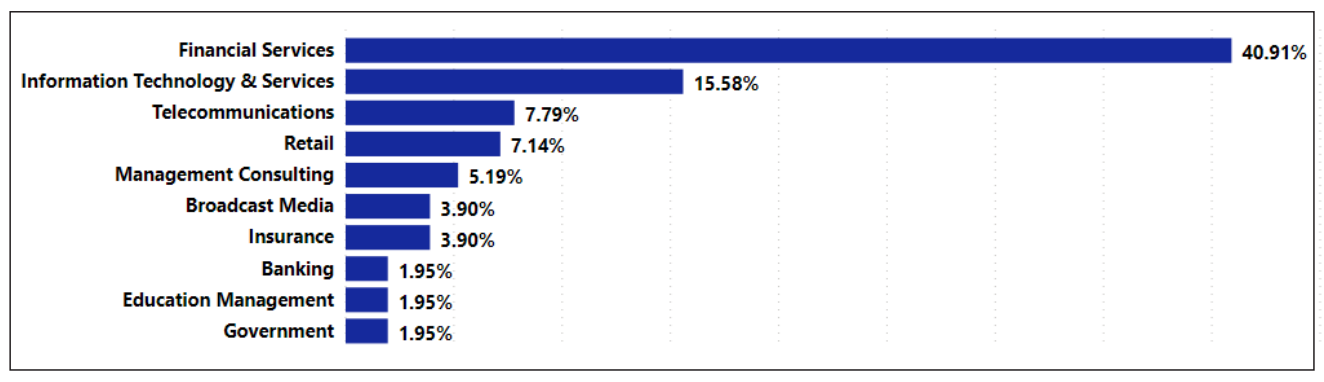 Financial Services 40.91%
Information Technology & Services 15.58%
Telecommunications 7.79%
Retail 7.14%
Management Consulting 5.19%
Broadcast Media 3.90%
Insurance 3.90%
Banking 1.95%
Education Management 1.95%
Government 1.95%